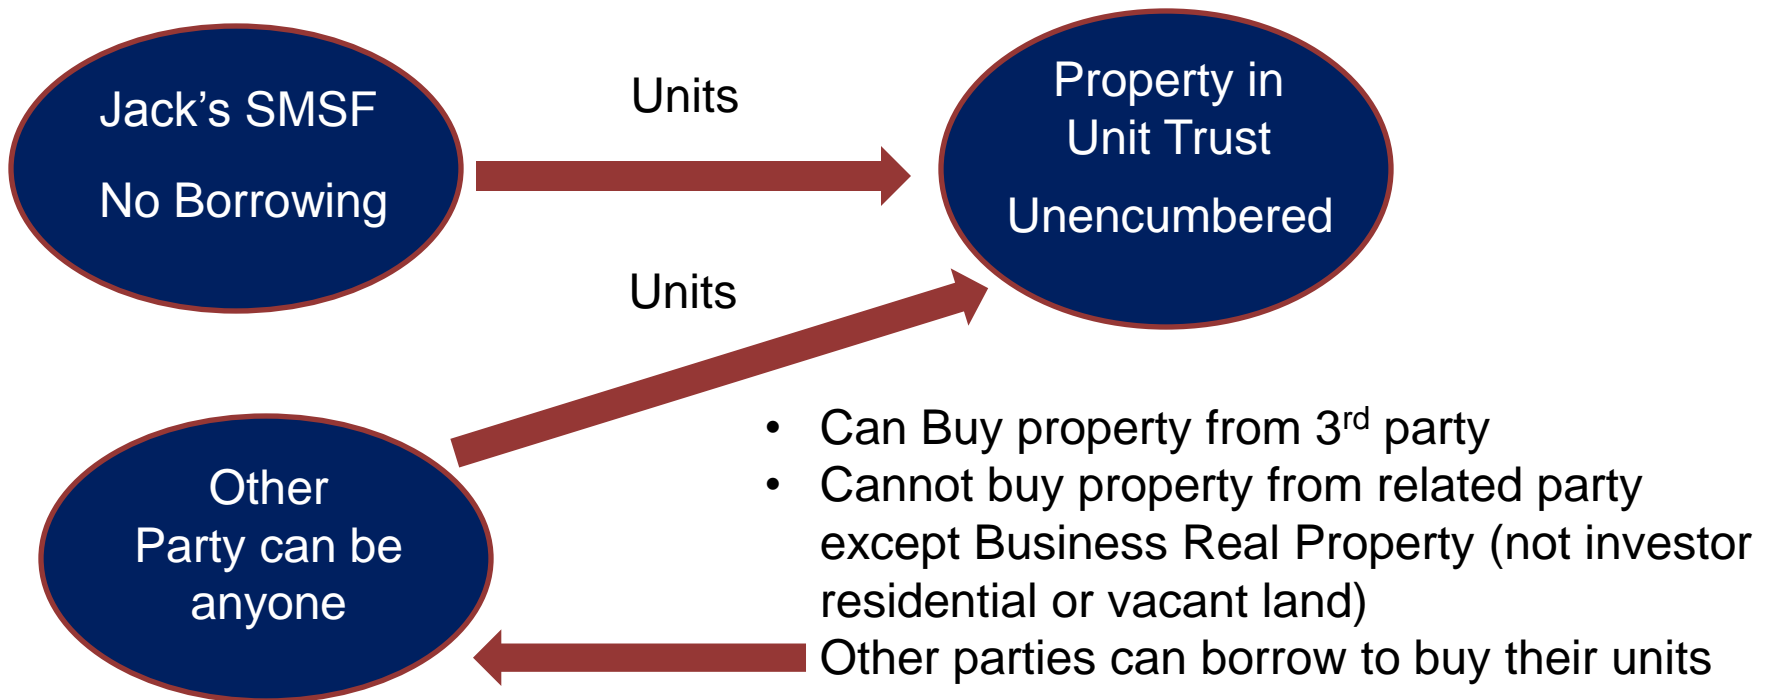 Jack’s SMSF
No Borrowing
Units
Property in
Unit Trust
Unencumbered
Units
Other
Party can be
anyone
• Can Buy property from 3rd party
• Cannot buy property from related party
except Business Real Property (not investor
residential or vacant land)
Other parties can borrow to buy their units